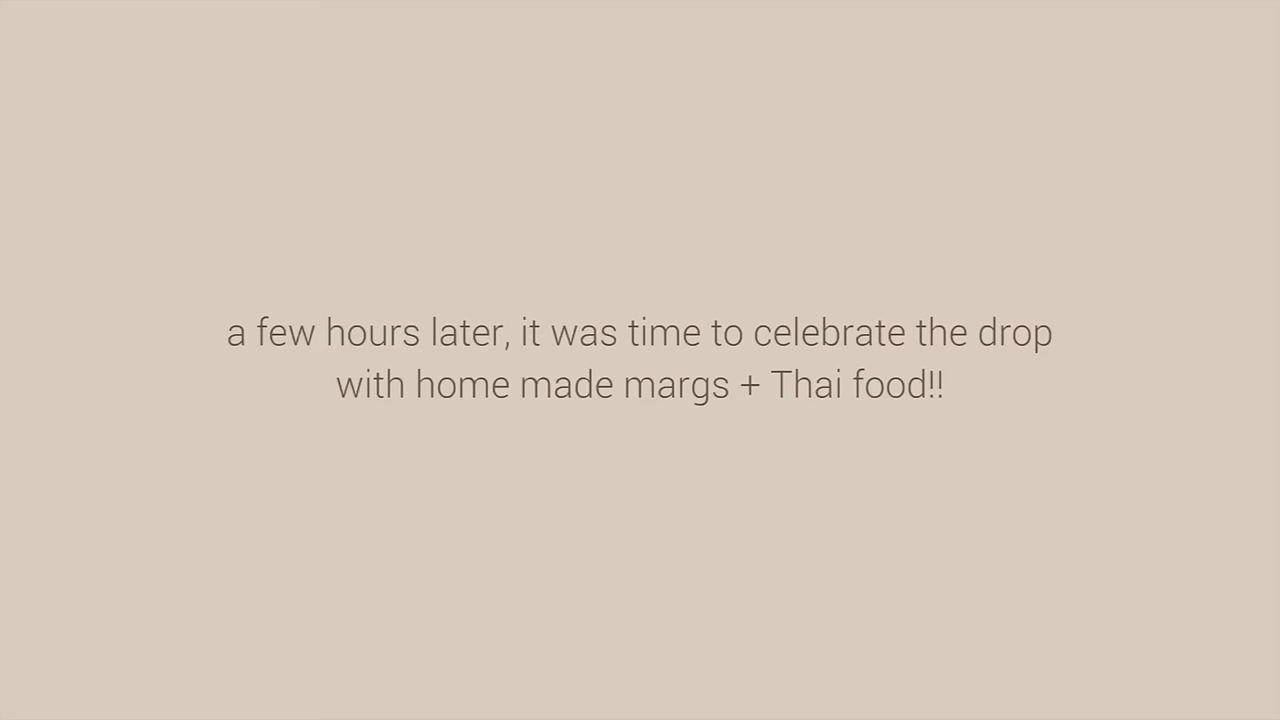 a few hours later, it was time to celebrate the drop
with home made margs + Thai food!!